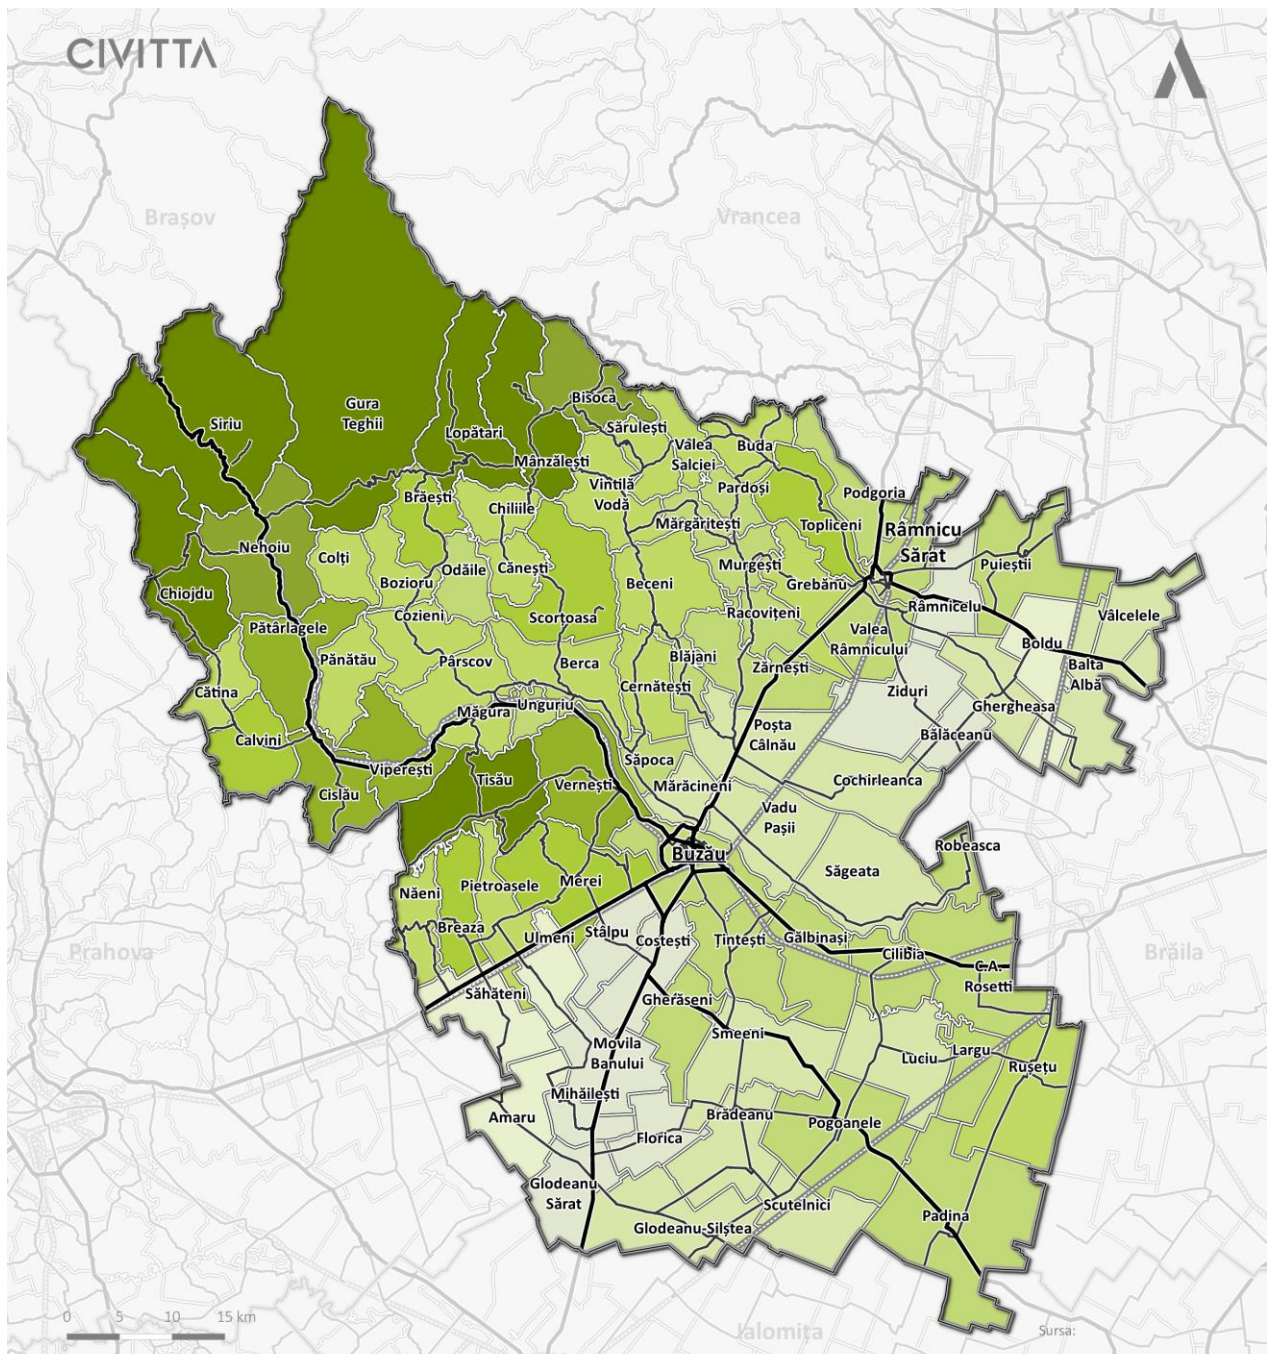 CIVITTA
Brașov
Vrancea
Siriu
Gura
Teghii
Bisoca
Lopătari
Sărulești
Mânzălești
Valea
Salciei
Buda
Brăești
Vintilă
Vodă
Pardoși
Podgoria
Chiliile
Mărgăritești
Topliceni
Râmnicu
Sărat
Nehoiu
Colți
Odăile
Cănești
Murgești
Puieștii
Bozioru
Beceni
Grebănu
Chiojdu
Râmnicelu
Vâlcelele
Pătârlagele
Cozieni
Scorțoasa
Racovițeni
Valea
Râmnicului
Boldu
Pănătău
Pârscov
Berca
Blăjani
Zărnești
Balta
Albă
Cătina
Cernătești
Ziduri
Ghergheasa
Măgura
Unguriu
Poșta
Câlnău
Bălăceanu
Calvini
Săpoca
Viperești
Tisău
Vernești
Mărăcineni
Cochirleanca
Cislău
Vadu
Pașii
Robeasca
Buzău
Săgeata
Năeni
Pietroasele
Merei
Breaza
Ulmeni
Stâlpu
Costești
Țintești
Gălbinași
Cilibia
Prahova
Brăila
C.A.
Rosetti
Săhăteni
Gherăseni
Smeeni
Movila
Banului
Luciu
Largu
Rușețu
Mihăilești
Amaru
Brădeanu
Pogoanele
Florica
Glodeanu
Sărat
Scutelnici
Padina
Glodeanu-Siliștea
0 5 10 15 km
Ialomița
Sursa: